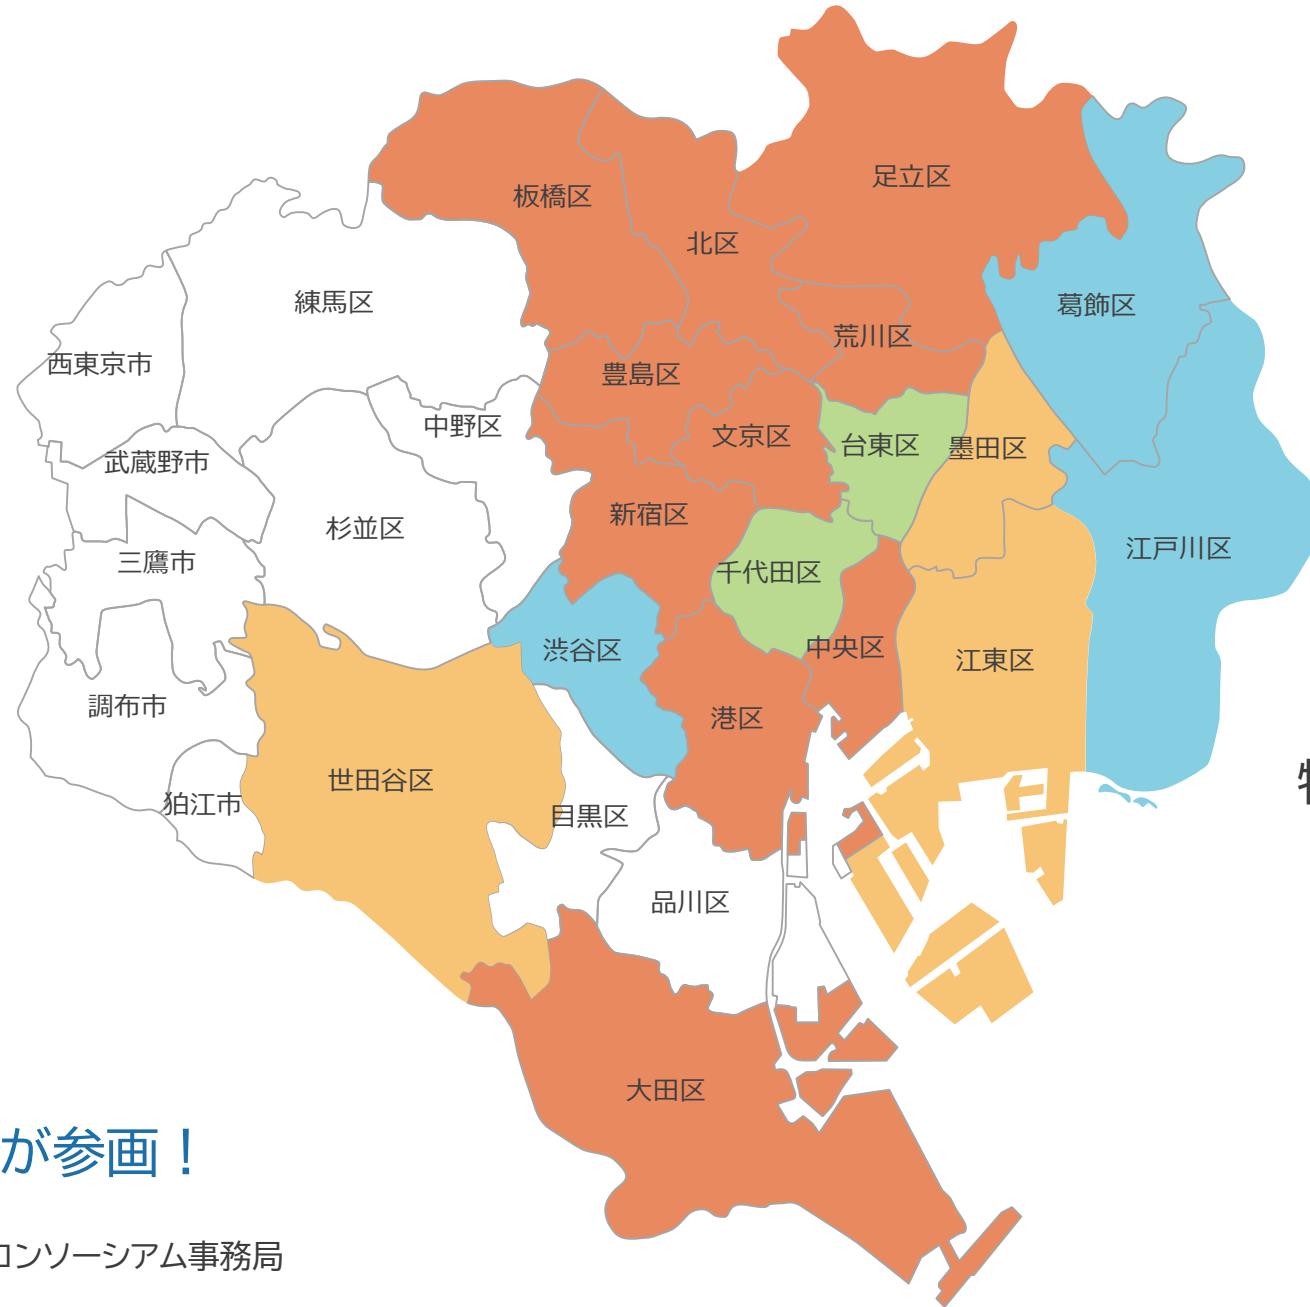 足立区
板橋区
北区
練馬区
葛飾区
荒川区
西東京市
豊島区
中野区
文京区
台東区
墨田区
武蔵野市
新宿区
杉並区
江戸川区
三鷹市
千代田区
渋谷区
中央区
江東区
調布市
港区
世田谷区
狛江市
目黒区
品川区
大田区
が参画！
コンソーシアム事務局